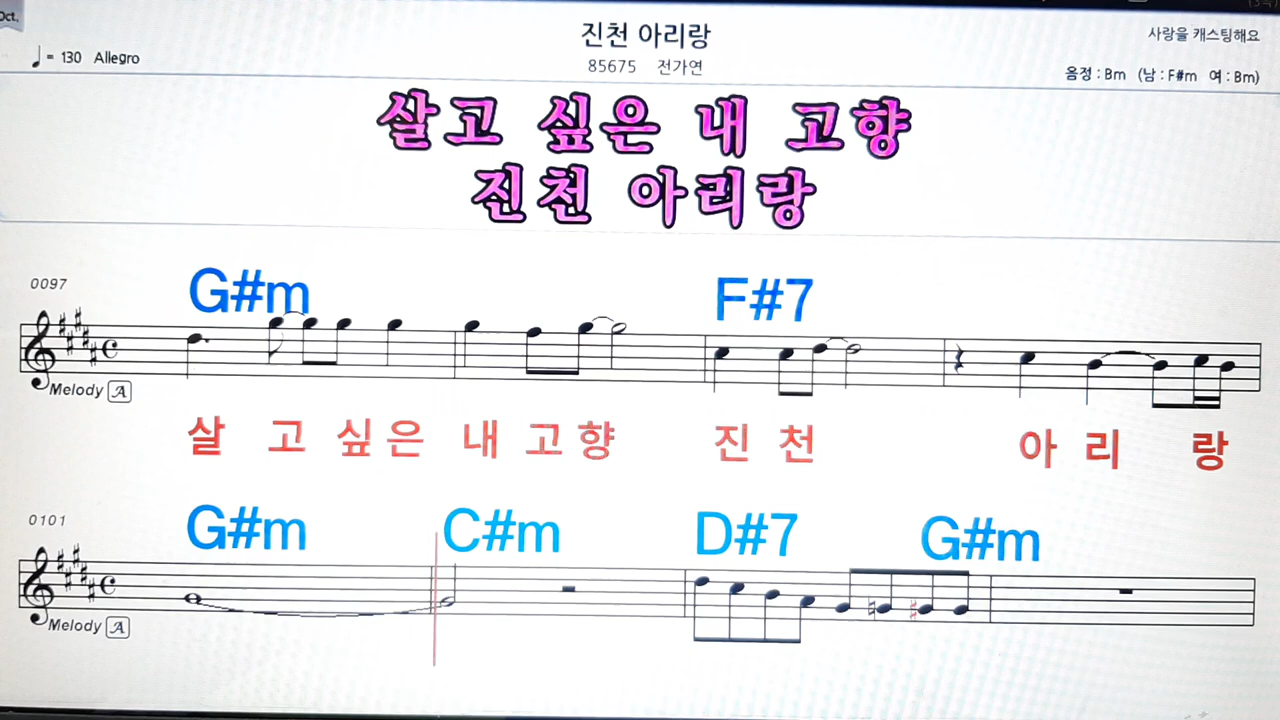 Oct.
진천 아리랑
사랑을 캐스팅해요
♩= 130 Allegro
85675 전가연
음정 : Bm (남 : F#m 여 : Bm)
살고 싶은 내 고향
진천 아리랑
0097
G#m F#7
Melody A
살 고 싶 은 내 고 향 진 천 아 리 랑
0101
G#m C#m D#7 G#m
Melody A